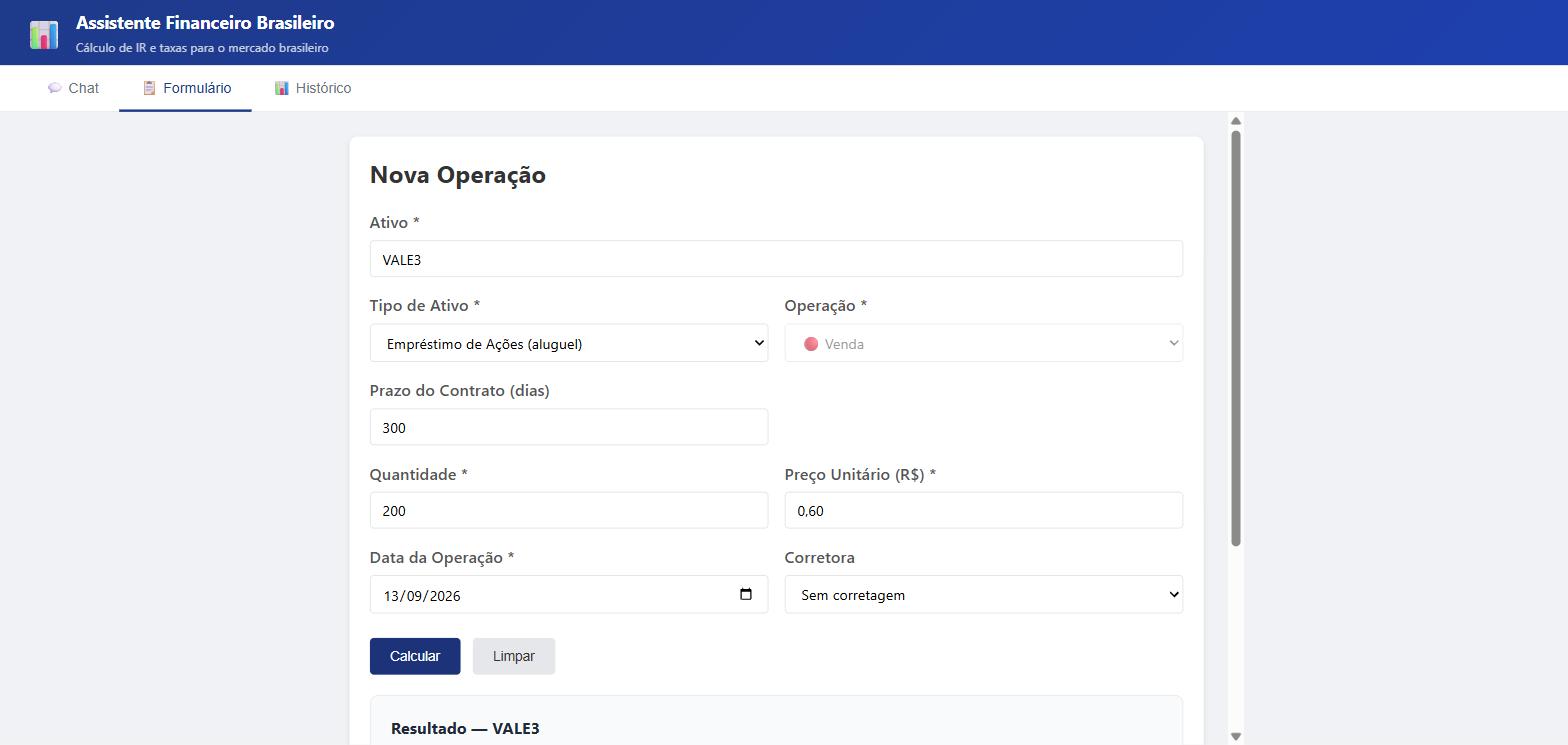 Assistente Financeiro Brasileiro
Cálculo de IR e taxas para o mercado brasileiro
Chat
Formulário
Histórico
Nova Operação
Ativo *
VALE3
Tipo de Ativo *
Operação *
Empréstimo de Ações (aluguel)
Venda
Prazo do Contrato (dias)
300
Quantidade *
Preço Unitário (R$) *
200
0,60
Data da Operação *
Corretora
13/09/2026
Sem corretagem
Calcular
Limpar
Resultado — VALE3